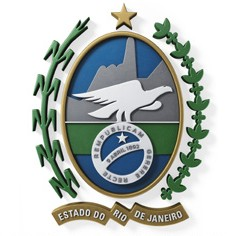 REMPUBLICAM
GERERE RECTE
9 ABRIL 1892
ESTADO DO RIO DE JANEIRO